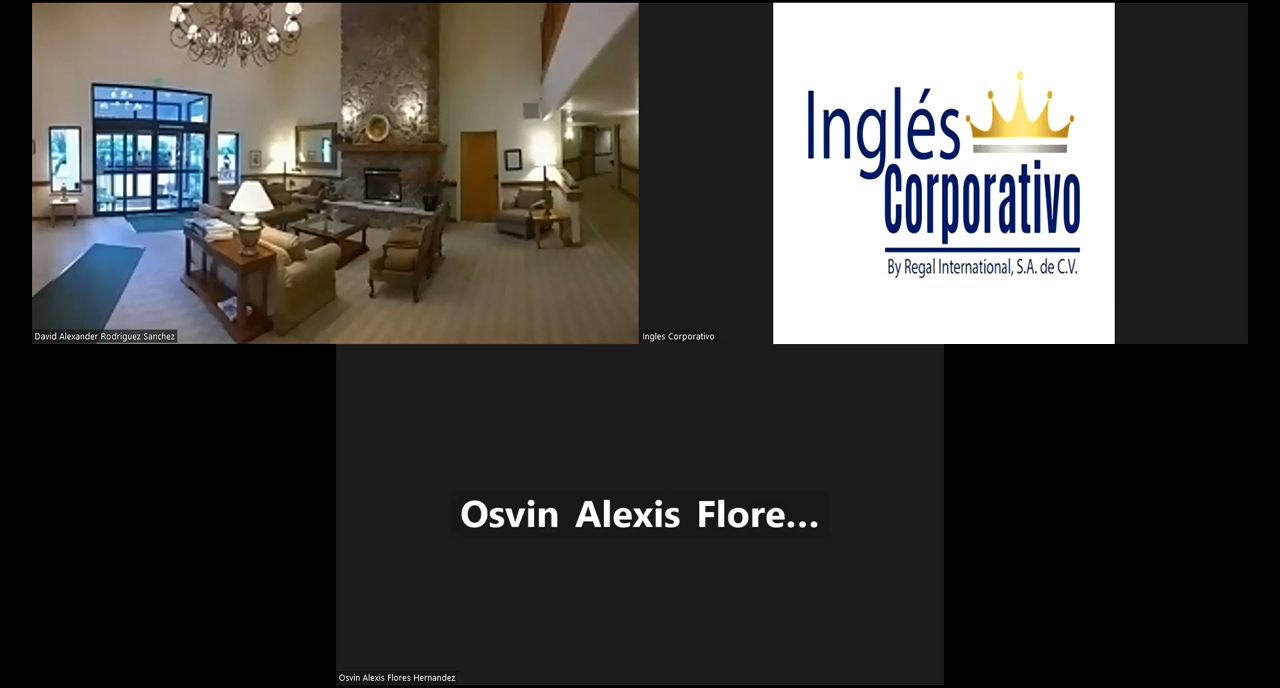 Inglés
Corporativo
By Regal International, S.A. de C.V.
David Alexander Rodriguez Sanchez
Ingles Corporativo
Osvin Alexis Flore...
Osvin Alexis Flores Hernandez